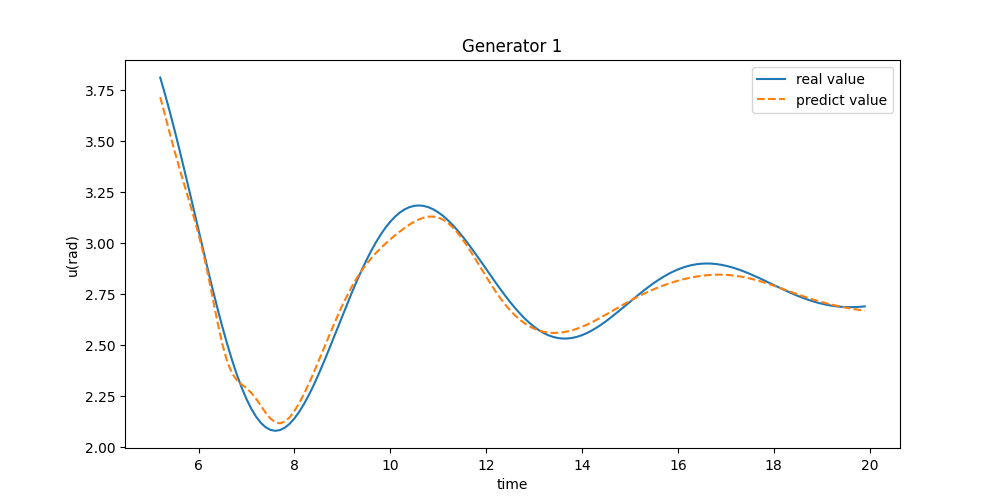 Generator 1
real value
predict value
u(rad)
3.75
3.50
3.25
3.00
2.75
2.50
2.25
2.00
6 8 10 12 14 16 18 20
time